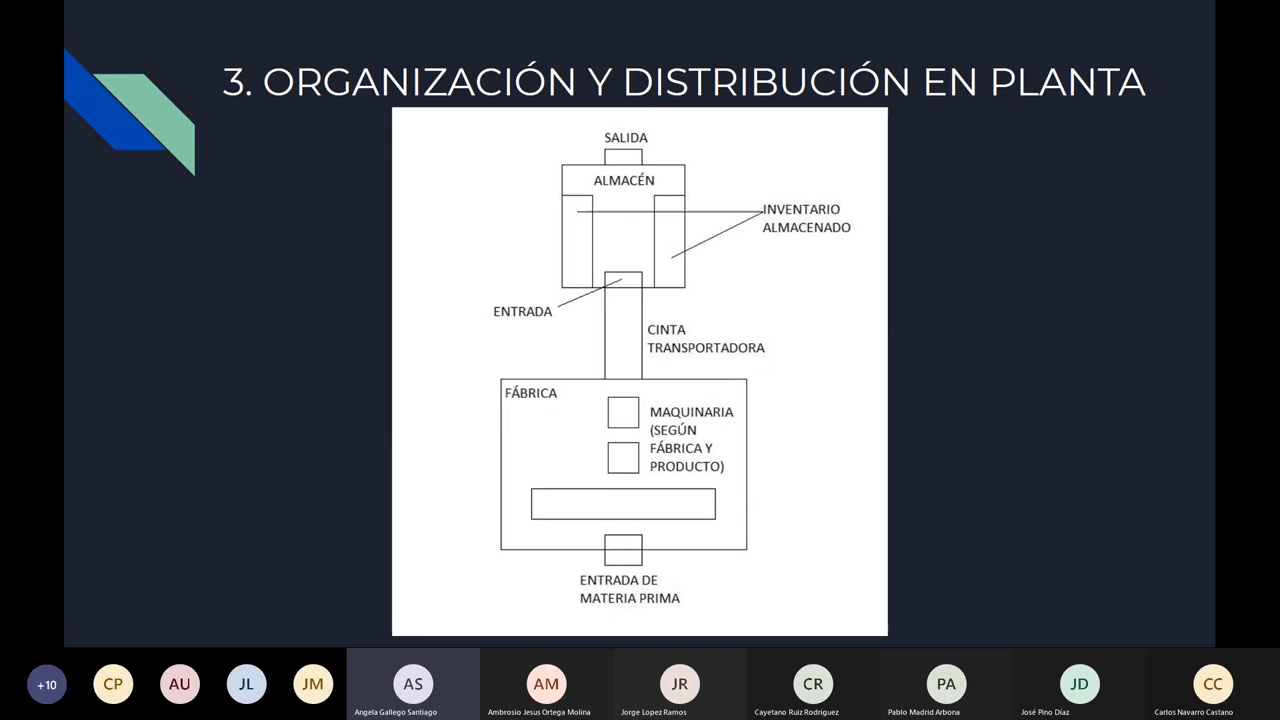 3. ORGANIZACIÓN Y DISTRIBUCIÓN EN PLANTA
SALIDA
ALMACÉN
INVENTARIO
ALMACENADO
ENTRADA
CINTA
TRANSPORTADORA
FÁBRICA
MAQUINARIA
(SEGÚN
FÁBRICA Y
PRODUCTO)
ENTRADA DE
MATERIA PRIMA
+10
CP
AU
JL
JM
AS
AM
JR
CR
PA
JD
CC
Angela Gallego Santiago
Ambrosio Jesus Ortega Molina
Jorge Lopez Ramos
Cayetano Ruiz Rodriguez
Pablo Madrid Arbona
José Pino Díaz
Carlos Navarro Castano